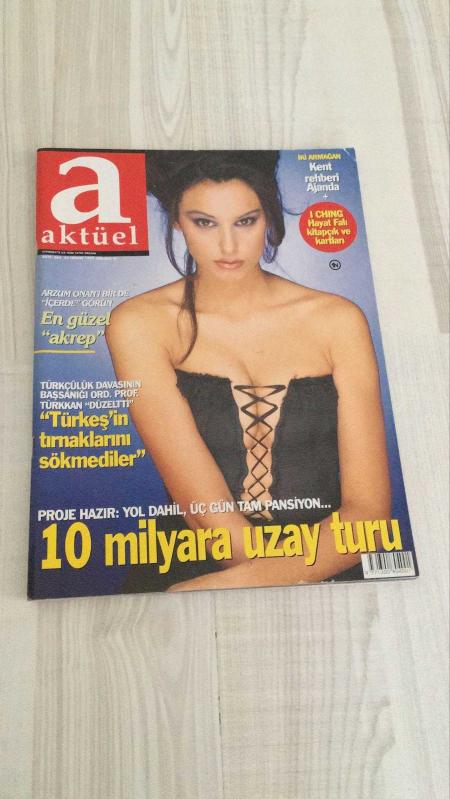 a
aktüel
İKİ ARMAĞAN
Kent
rehberi
Ajanda
+
I CHING
Hayat Falı
kitapçık ve
kartları
ARZUM ONAN'I BİR DE
"İÇERDE" GÖRÜN
En güzel
"akrep"
TÜRKÇÜLÜK DAVASININ
BAŞSANIĞI ORD. PROF.
TÜRKKAN "DÜZELTTİ"
"Türkeş'in
tırnaklarını
sökmediler"
PROJE HAZIR: YOL DAHİL, ÜÇ GÜN TAM PANSİYON...
10 milyara uzay turu